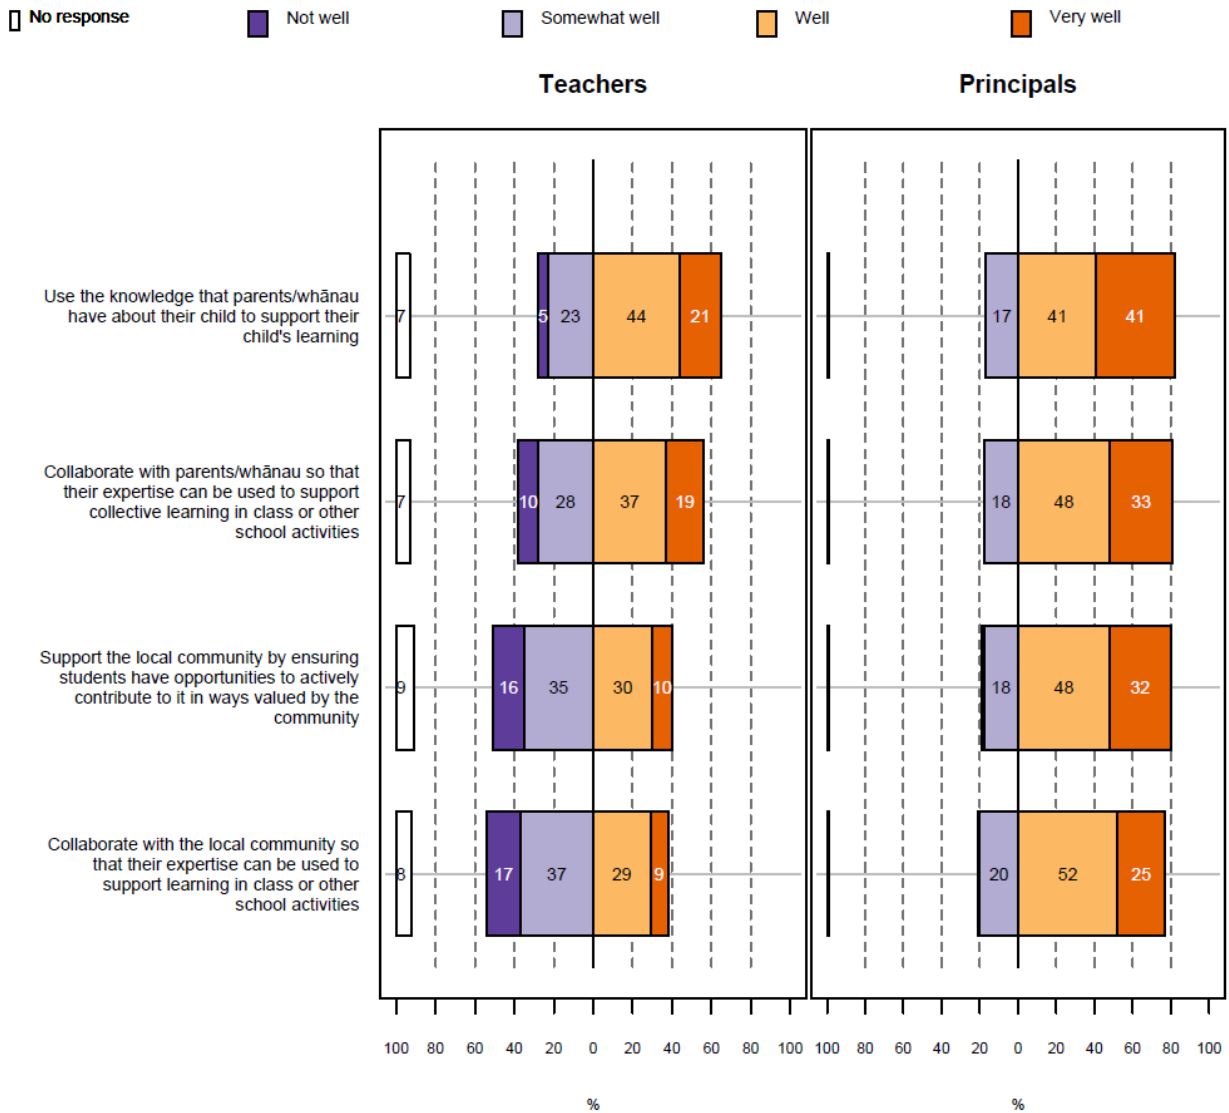 No response
Not well
Somewhat well
Well
Very well
Teachers
Principals
Use the knowledge that parents/whānau
have about their child to support their
child's learning
7
5
23
44
21
17
41
41
Collaborate with parents/whānau so that
their expertise can be used to support
collective learning in class or other
school activities
7
10
28
37
19
18
48
33
Support the local community by ensuring
students have opportunities to actively
contribute to it in ways valued by the
community
9
16
35
30
10
18
48
32
Collaborate with the local community so
that their expertise can be used to
support learning in class or other
school activities
8
17
37
29
9
20
52
25
100 80 60 40 20 0 20 40 60 80 100
100 80 60 40 20 0 20 40 60 80 100
%
%